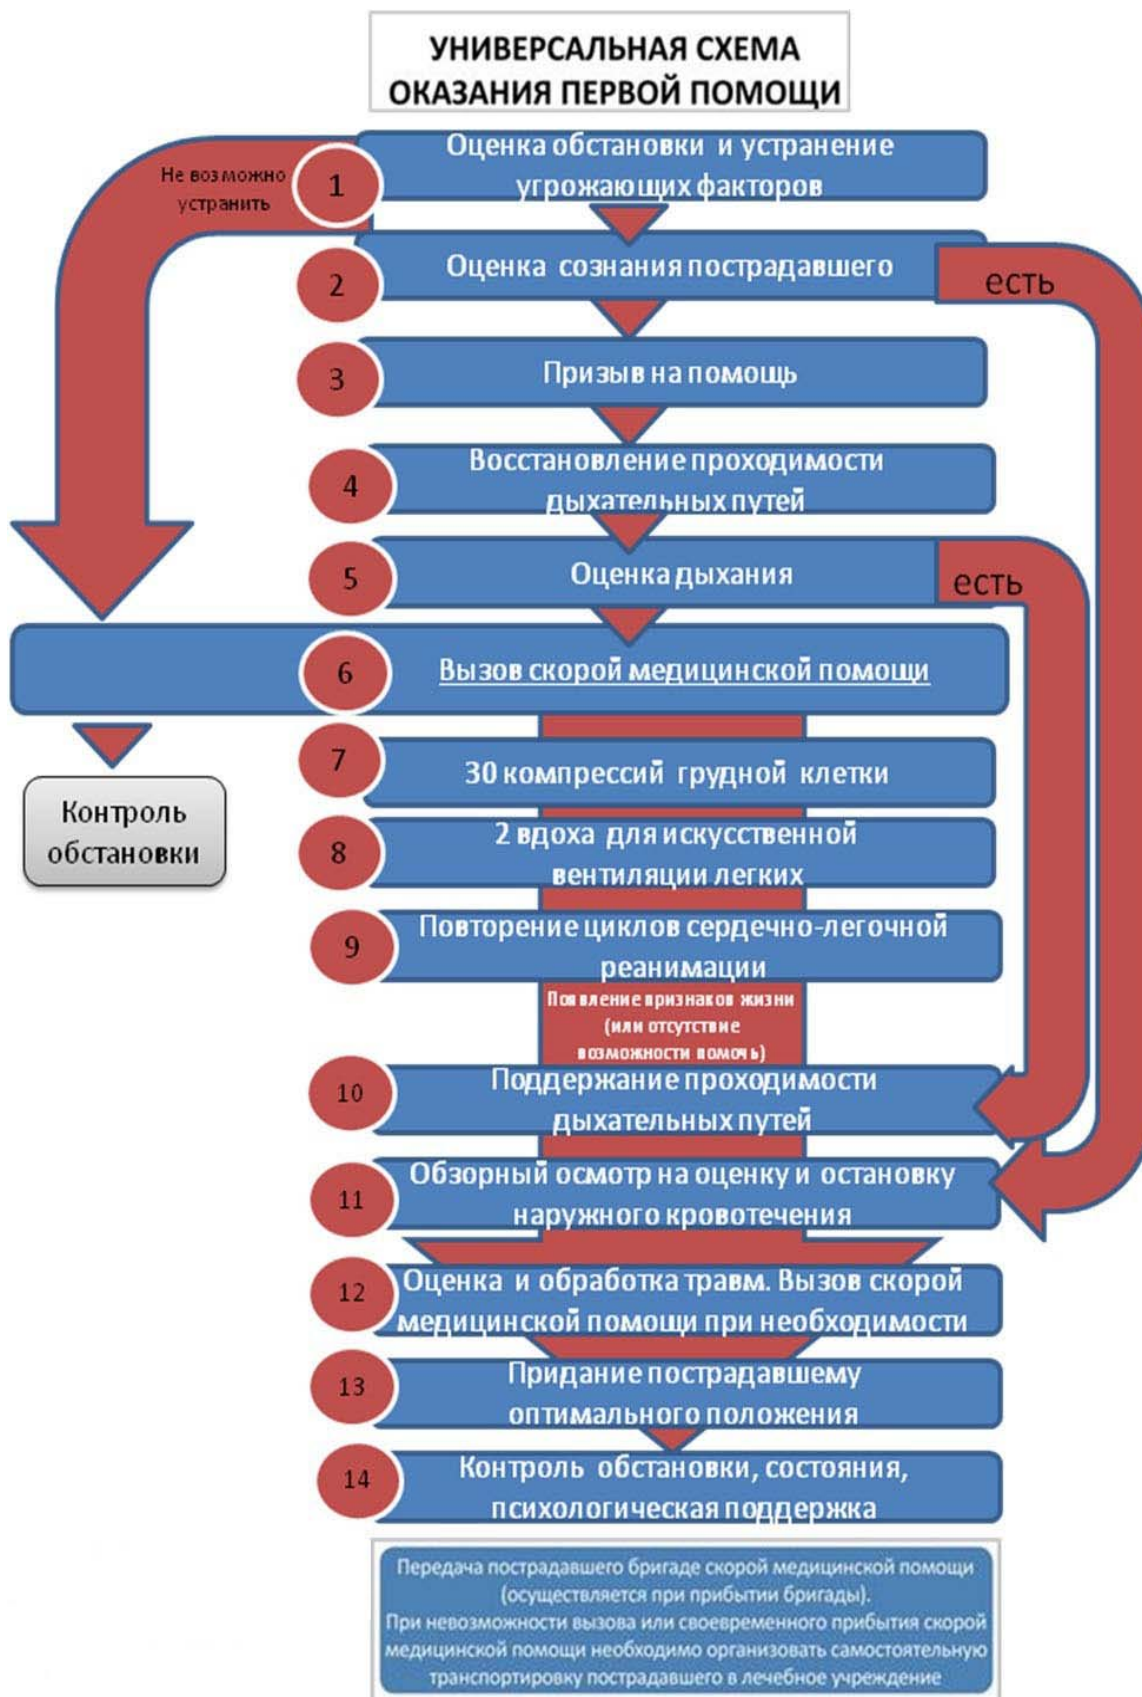 УНИВЕРСАЛЬНАЯ СХЕМА
ОКАЗАНИЯ ПЕРВОЙ ПОМОЩИ
Не возможно
устранить
1
Оценка обстановки и устранение
угрожающих факторов
2
Оценка сознания пострадавшего
есть
3
Призыв на помощь
4
Восстановление проходимости
дыхательных путей
5
Оценка дыхания
есть
6
Вызов скорой медицинской помощи
7
30 компрессий грудной клетки
Контроль
обстановки
8
2 вдоха для искусственной
вентиляции легких
9
Повторение циклов сердечно-легочной
реанимации
Появление признаков жизни
(или отсутствие
возможности помочь)
10
Поддержание проходимости
дыхательных путей
11
Обзорный осмотр на оценку и остановку
наружного кровотечения
12
Оценка и обработка травм. Вызов скорой
медицинской помощи при необходимости
13
Придание пострадавшему
оптимального положения
14
Контроль обстановки, состояния,
психологическая поддержка
Передача пострадавшего бригаде скорой медицинской помощи
(осуществляется при прибытии бригады).
При невозможности вызова или своевременного прибытия скорой
медицинской помощи необходимо организовать самостоятельную
транспортировку пострадавшего в лечебное учреждение